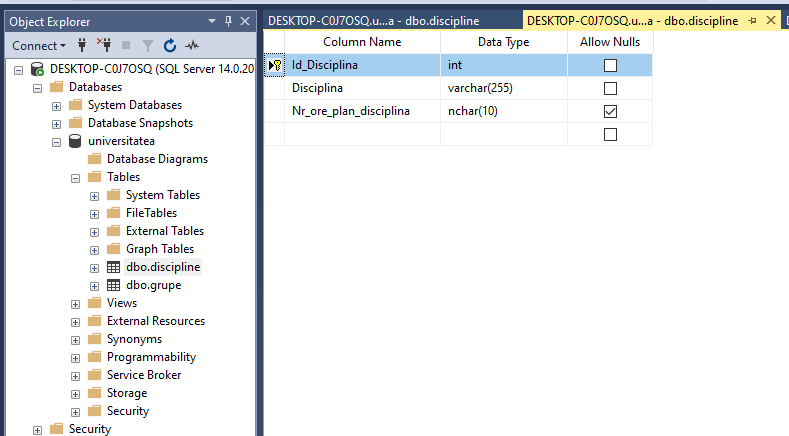 Object Explorer
Connect
DESKTOP-C0J7OSQ (SQL Server 14.0.20
Databases
System Databases
Database Snapshots
universitatea
Database Diagrams
Tables
System Tables
FileTables
External Tables
Graph Tables
dbo.discipline
dbo.grupe
Views
External Resources
Synonyms
Programmability
Service Broker
Storage
Security
Security
DESKTOP-C0J7OSQ.u...a - dbo.discipline
DESKTOP-C0J7OSQ.u...a - dbo.discipline
Column Name Data Type Allow Nulls
Id_Disciplina int
Disciplina varchar(255)
Nr_ore_plan_disciplina nchar(10)